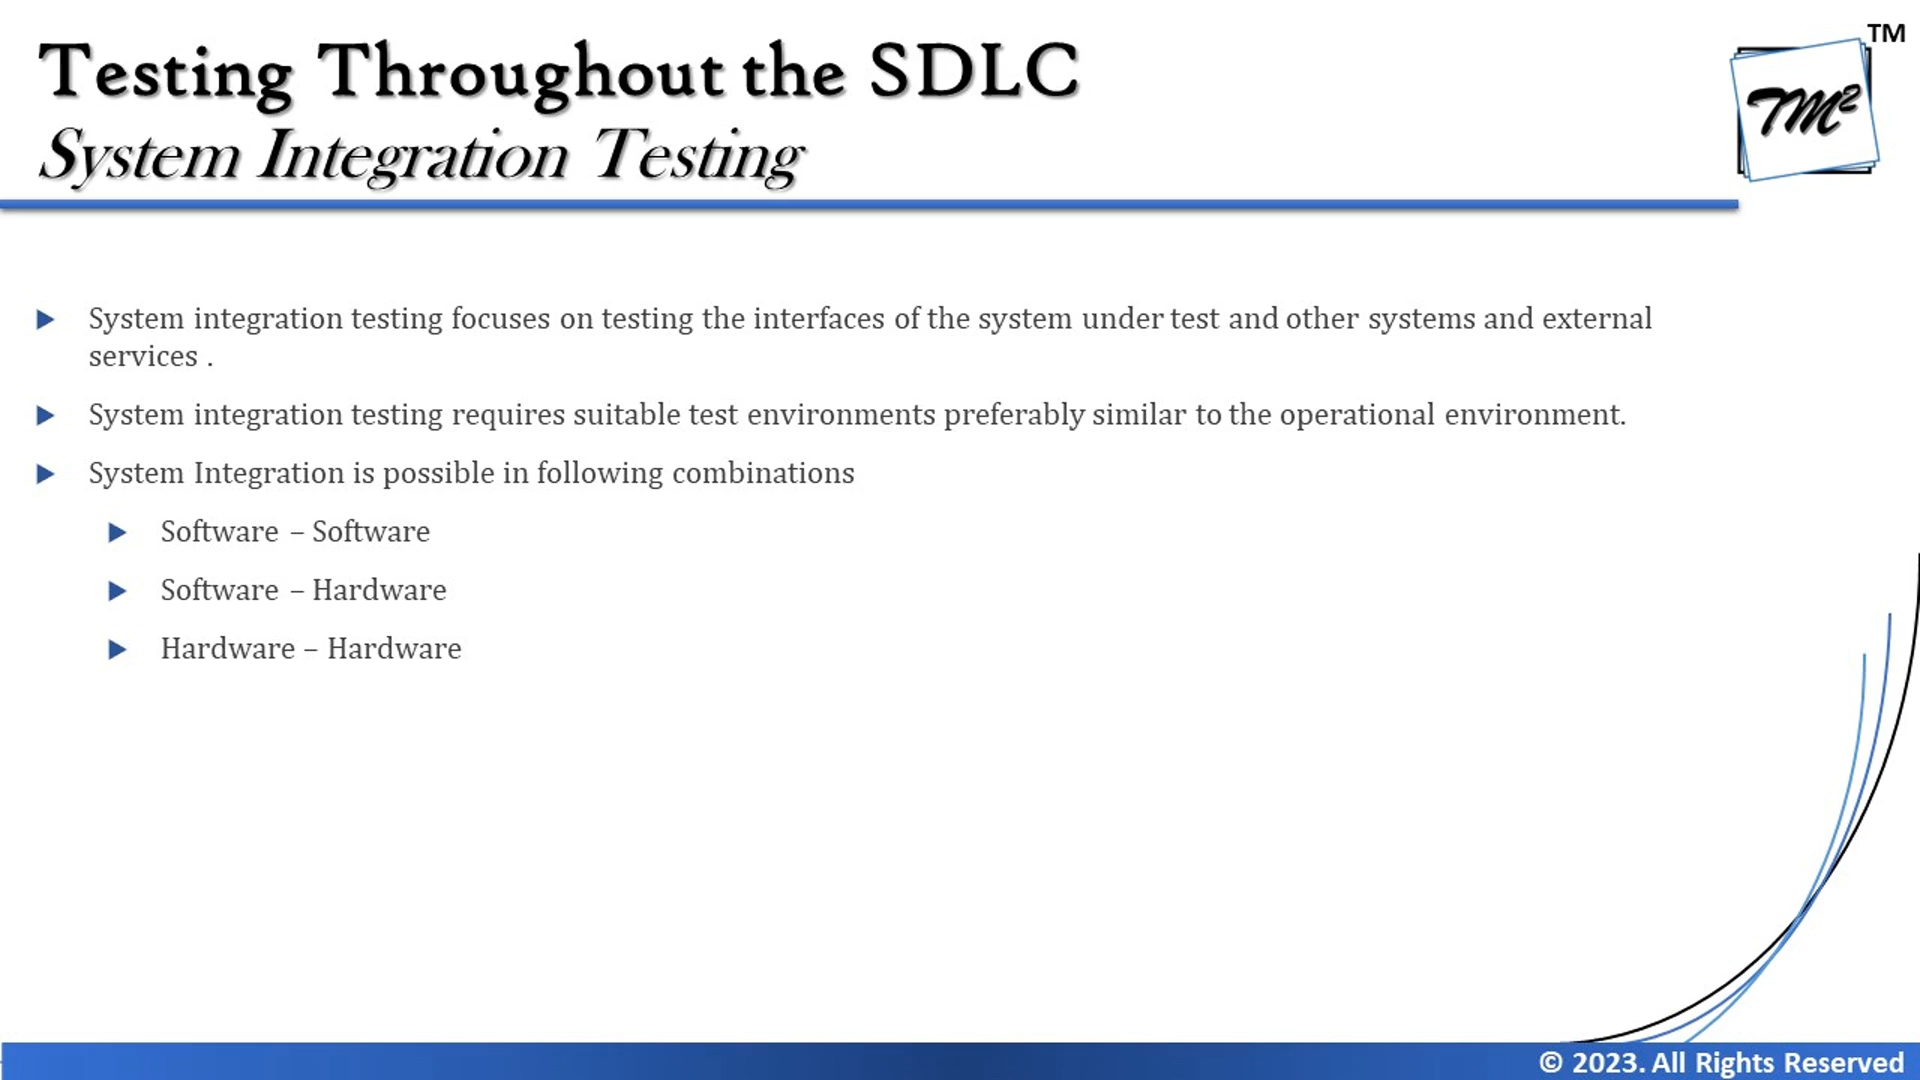 Testing Throughout the SDLC
TM
TM²
System Integration Testing
System integration testing focuses on testing the interfaces of the system under test and other systems and external
services .
System integration testing requires suitable test environments preferably similar to the operational environment.
System Integration is possible in following combinations
Software – Software
Software – Hardware
Hardware – Hardware
© 2023. All Rights Reserved